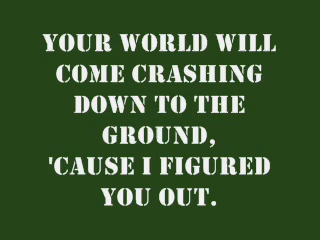 YOUR WORLD WILL
COME CRASHING
DOWN TO THE
GROUND,
'CAUSE I FIGURED
YOU OUT.